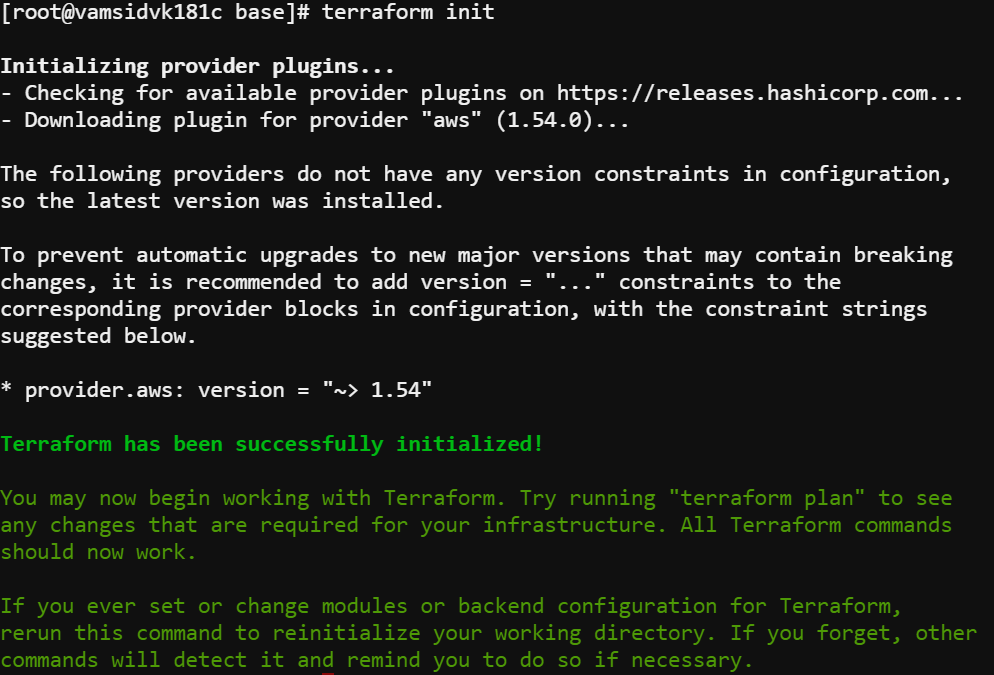 [root@vamsidvk181c base]# terraform init
Initializing provider plugins...
- Checking for available provider plugins on https://releases.hashicorp.com...
- Downloading plugin for provider "aws" (1.54.0)...
The following providers do not have any version constraints in configuration,
so the latest version was installed.
To prevent automatic upgrades to new major versions that may contain breaking
changes, it is recommended to add version = "..." constraints to the
corresponding provider blocks in configuration, with the constraint strings
suggested below.
* provider.aws: version = "~> 1.54"
Terraform has been successfully initialized!
You may now begin working with Terraform. Try running "terraform plan" to see
any changes that are required for your infrastructure. All Terraform commands
should now work.
If you ever set or change modules or backend configuration for Terraform,
rerun this command to reinitialize your working directory. If you forget, other
commands will detect it and remind you to do so if necessary.